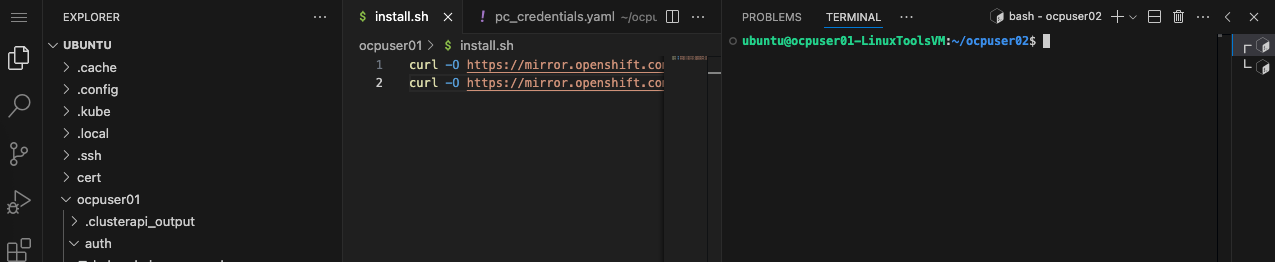 EXPLORER
UBUNTU
.cache
.config
.kube
.local
.ssh
cert
ocpuser01
.clusterapi_output
auth
$ install.sh
! pc_credentials.yaml ~/ocpu
ocpuser01 > $ install.sh
1 curl -O https://mirror.openshift.co
2 curl -O https://mirror.openshift.co
PROBLEMS TERMINAL
bash - ocpuser02
ubuntu@ocpuser01-LinuxToolsVM:~/ocpuser02$